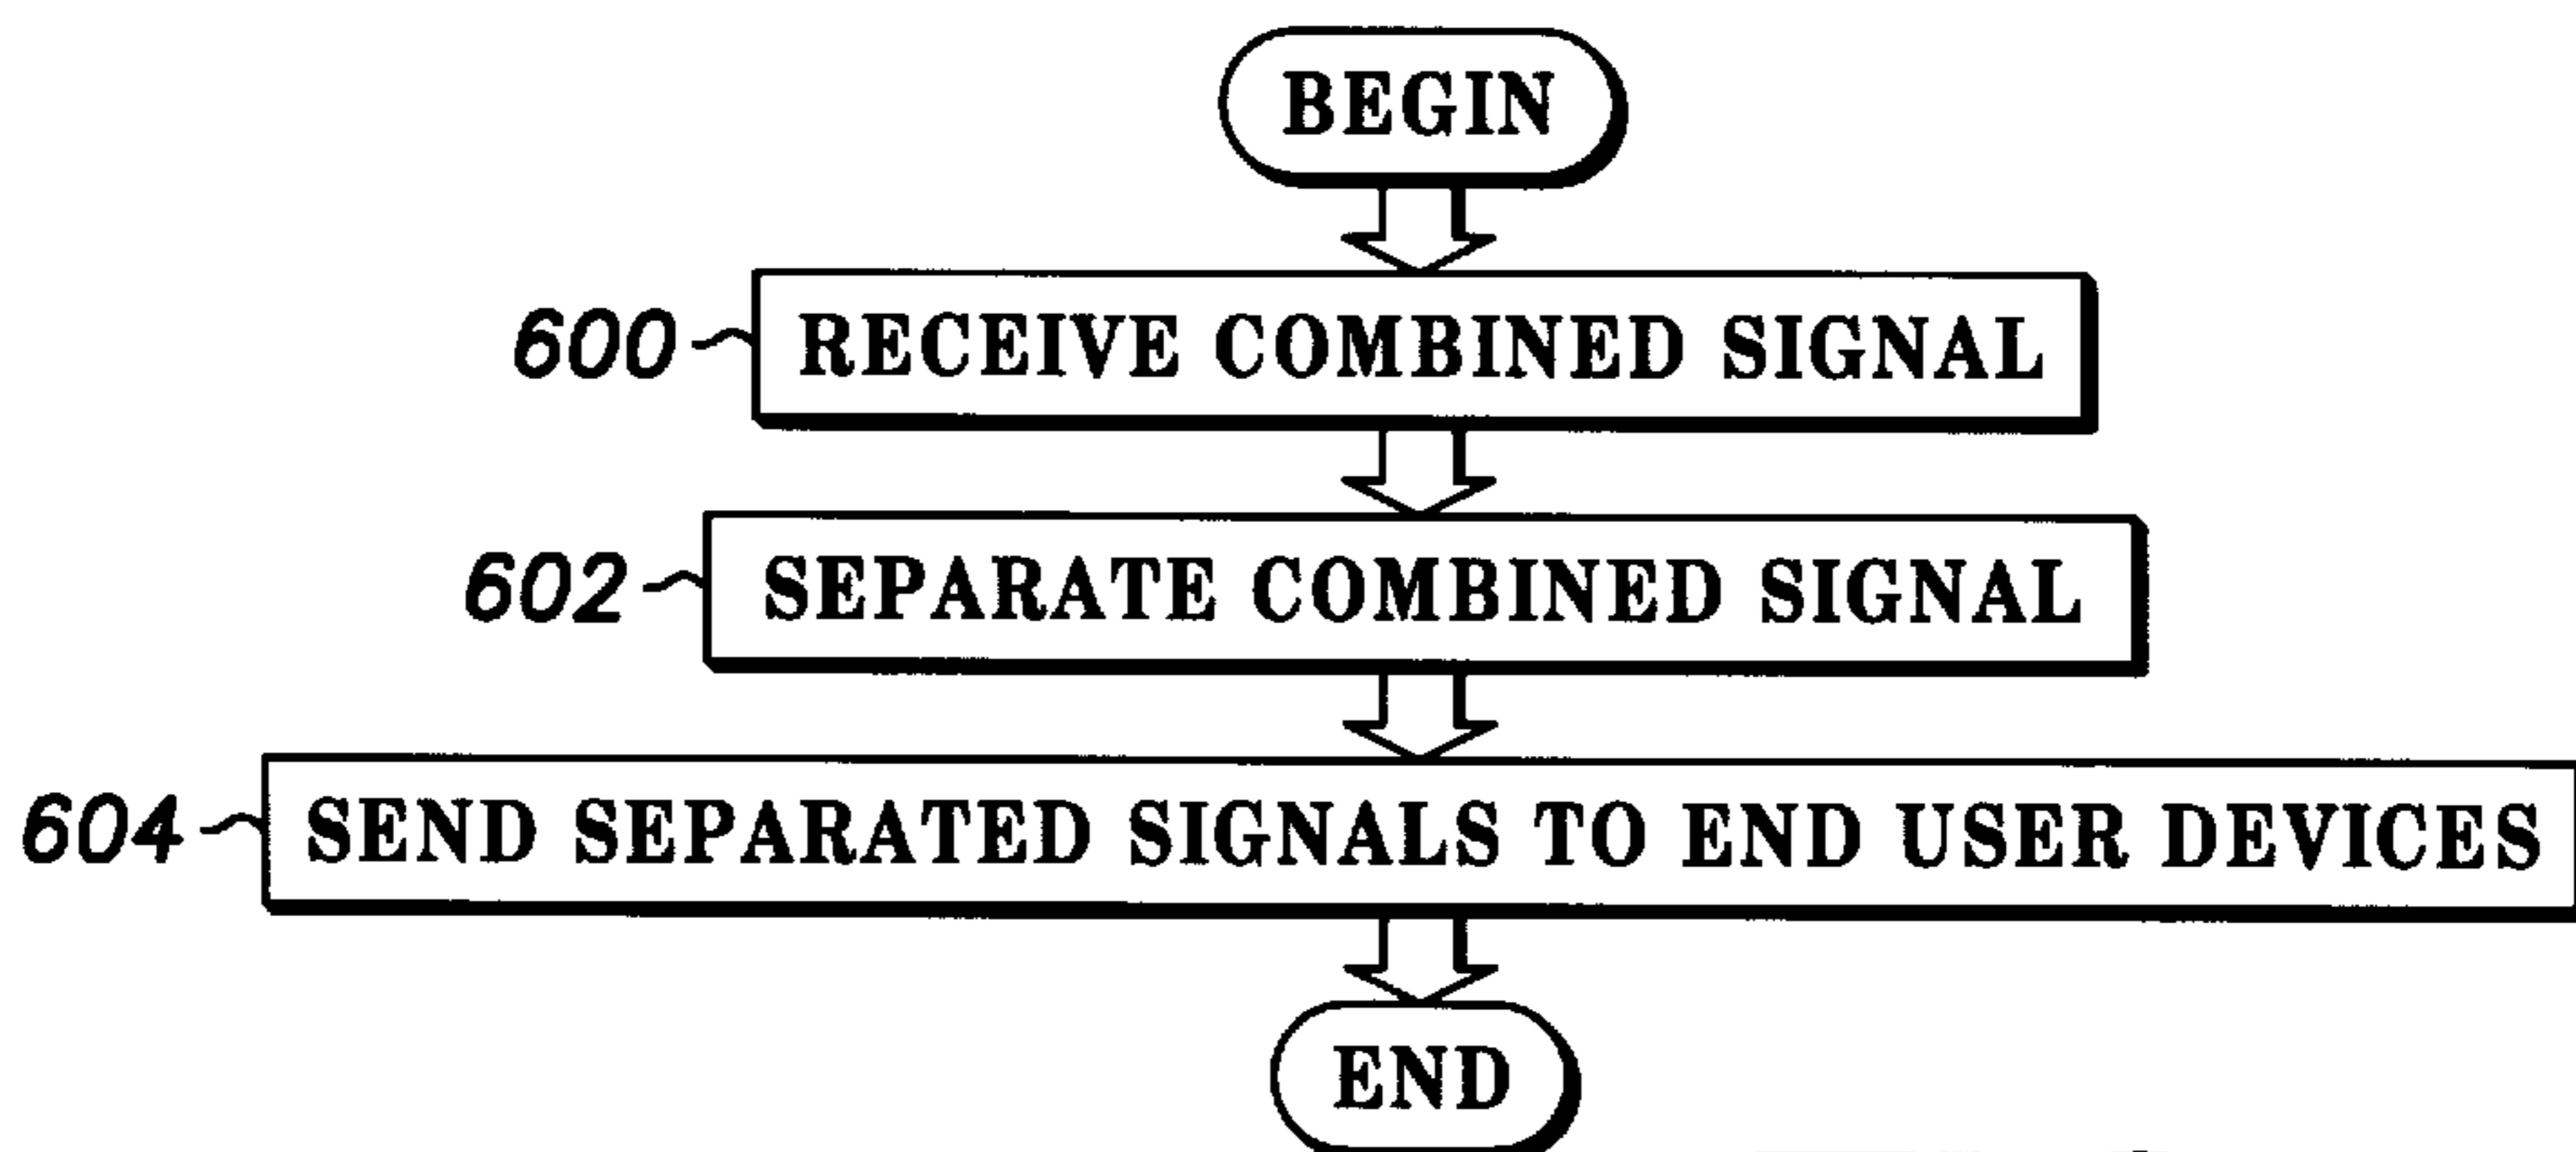 BEGIN
600 RECEIVE COMBINED SIGNAL
602 SEPARATE COMBINED SIGNAL
604 SEND SEPARATED SIGNALS TO END USER DEVICES
END